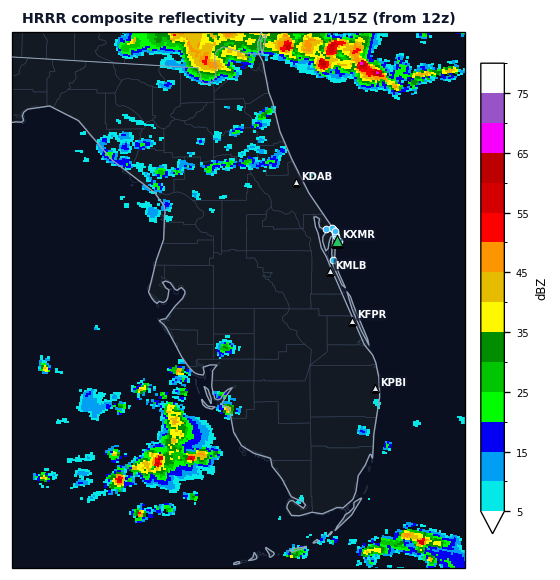 HRRR composite reflectivity — valid 21/15Z (from 12z)
KDAB
KXMR
KMLB
KFPR
KPBI
75
65
55
45
35
25
15
5
dBZ